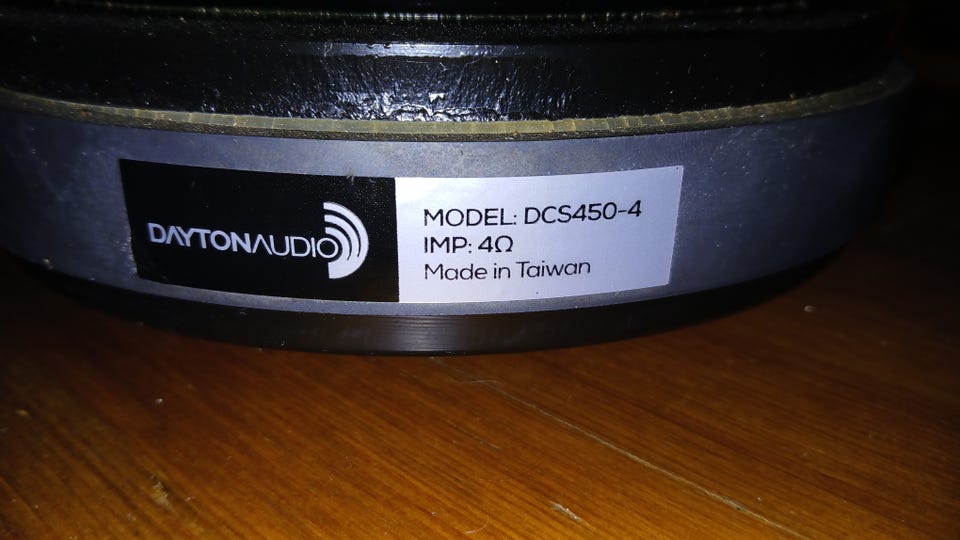 DAYTONAUDIO
MODEL: DCS450-4
IMP: 4Ω
Made in Taiwan